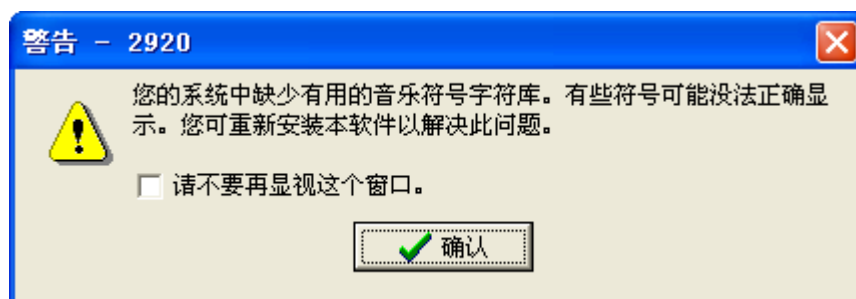 警告 - 2920
您的系统中缺少有用的音乐符号字符库。有些符号可能没法正确显
示。您可重新安装本软件以解决此问题。
请不要再显视这个窗口。
确认